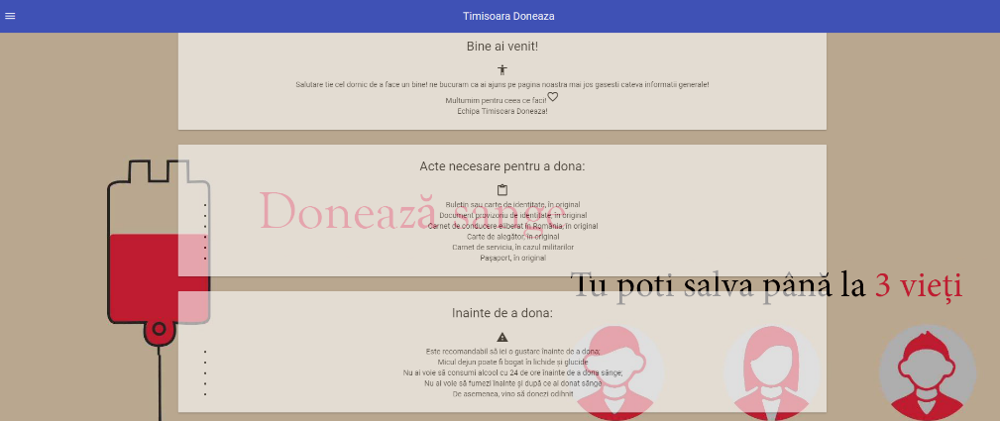 Timisoara Doneaza
Bine ai venit!
Salutare tie cel dornic de a face un bine! ne bucuram ca ai ajuns pe pagina noastra mai jos gasesti cateva informatii generale!
Multumim pentru ceea ce faci!
Echipa Timisoara Doneaza!
Acte necesare pentru a dona:
Donează sange
Buletin sau carte de identitate, în original
Document provizoriu de identitate, în original
Carnet de conducere eliberat în România, în original
Carte de alegător, în original
Carnet de serviciu, în cazul militarilor
Pașaport, în original
Tu poti salva până la 3 vieți
Inainte de a dona:
Este recomandabil să iei o gustare înainte de a dona;
Micul dejun poate fi bogat în lichide și glucide
Nu ai voie să consumi alcool cu 24 de ore înainte de a dona sânge;
Nu ai voie să fumezi înainte și după ce ai donat sânge
De asemenea, vino să donezi odihnit